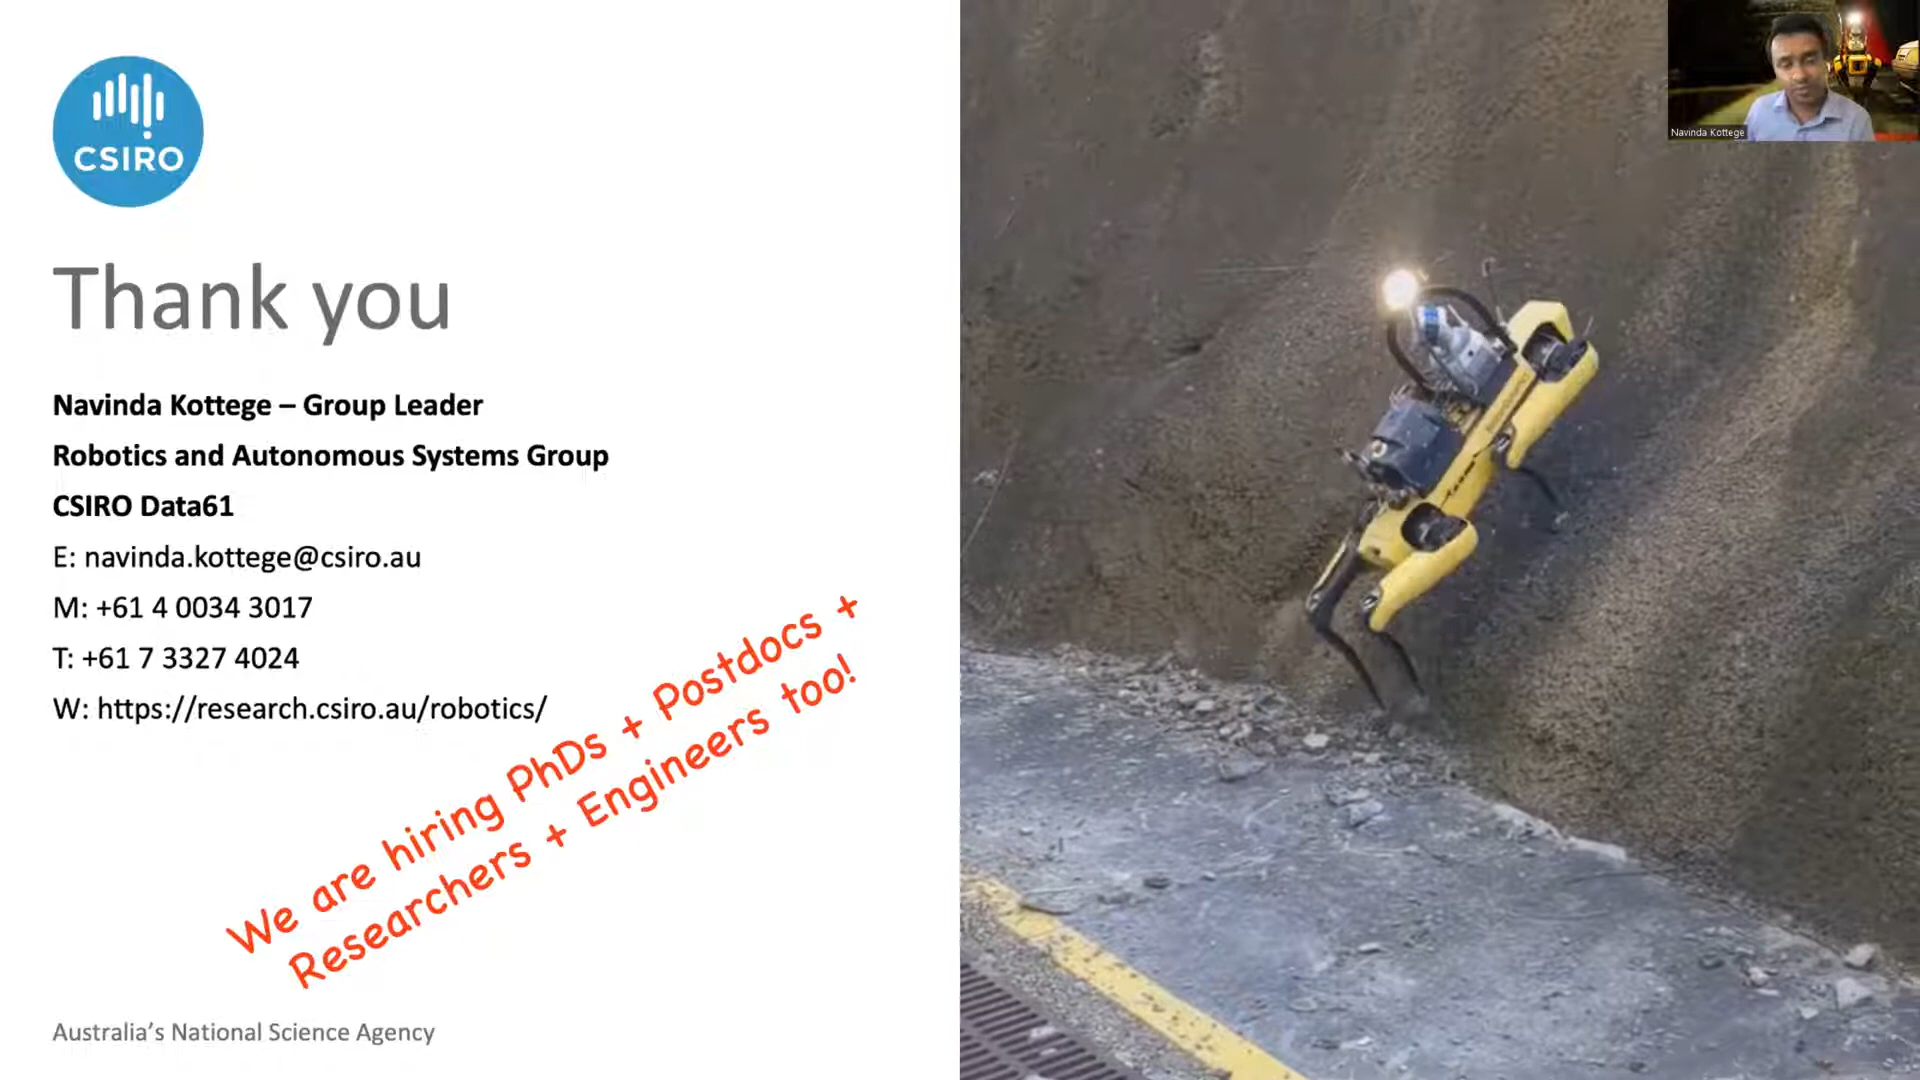 CSIRO
Thank you
Navinda Kottege – Group Leader
Robotics and Autonomous Systems Group
CSIRO Data61
E: navinda.kottege@csiro.au
M: +61 4 0034 3017
T: +61 7 3327 4024
W: https://research.csiro.au/robotics/
We are hiring PhDs + Postdocs +
Researchers + Engineers too!
Australia's National Science Agency
Navinda Kottege